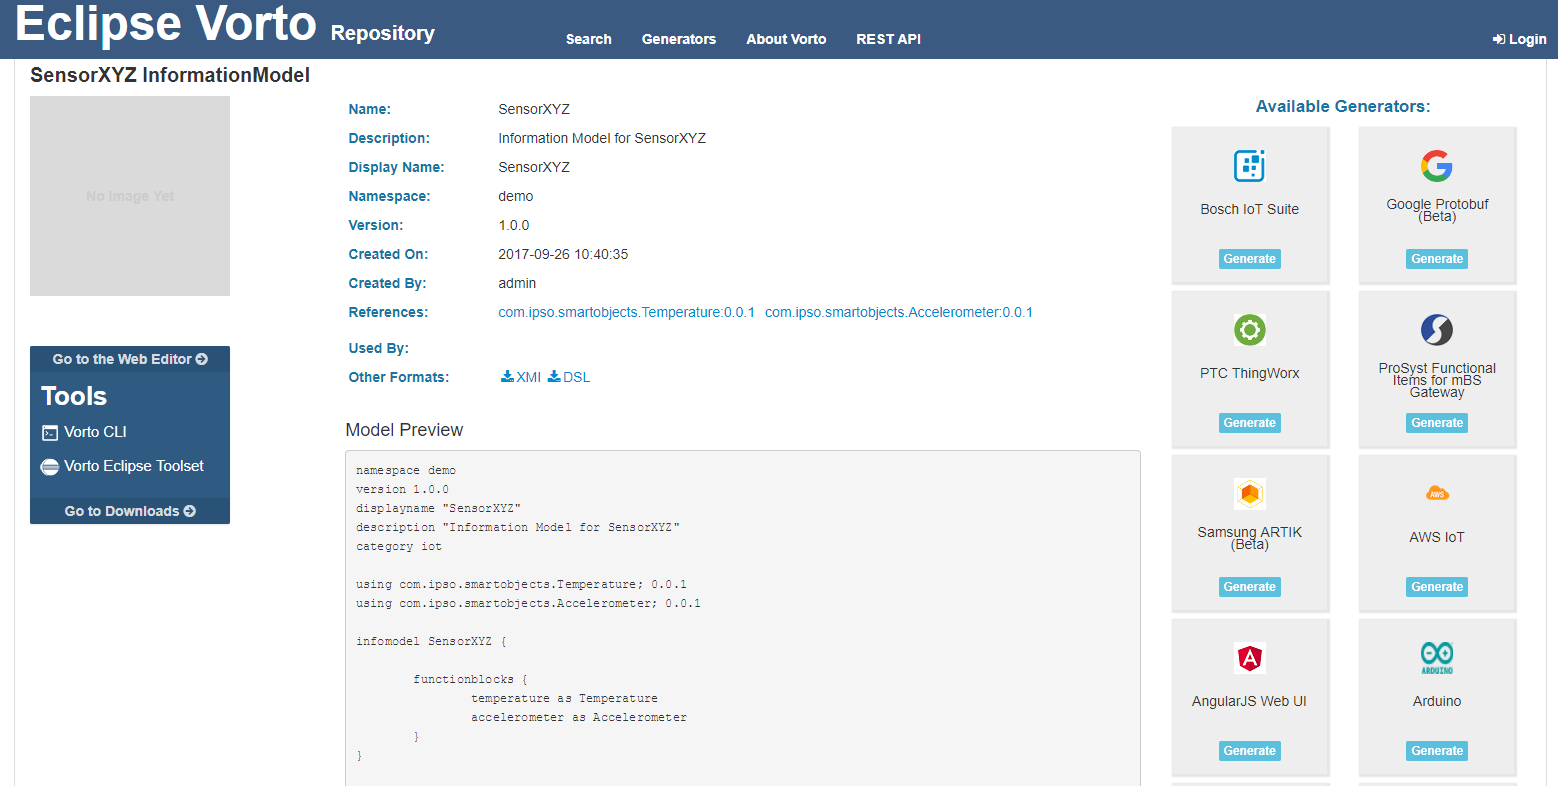 Eclipse Vorto Repository
Search Generators About Vorto REST API Login
SensorXYZ InformationModel
No Image Yet
Go to the Web Editor
Tools
Vorto CLI
Vorto Eclipse Toolset
Go to Downloads
Name: SensorXYZ
Description: Information Model for SensorXYZ
Display Name: SensorXYZ
Namespace: demo
Version: 1.0.0
Created On: 2017-09-26 10:40:35
Created By: admin
References: com.ipso.smartobjects.Temperature:0.0.1 com.ipso.smartobjects.Accelerometer:0.0.1
Used By:
Other Formats: XMI DSL
Model Preview
namespace demo
version 1.0.0
displayname "SensorXYZ"
description "Information Model for SensorXYZ"
category iot
using com.ipso.smartobjects.Temperature; 0.0.1
using com.ipso.smartobjects.Accelerometer; 0.0.1
infomodel SensorXYZ {
functionblocks {
temperature as Temperature
accelerometer as Accelerometer
}
}
Available Generators:
Bosch IoT Suite
Generate
Google Protobuf
(Beta)
Generate
PTC ThingWorx
Generate
ProSyst Functional
Items for mBS
Gateway
Generate
Samsung ARTIK
(Beta)
Generate
AWS
AWS IoT
Generate
AngularJS Web UI
Generate
ARDUINO
Arduino
Generate